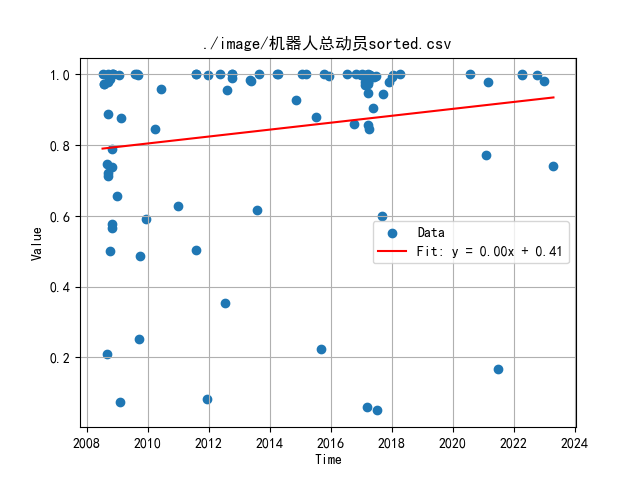 ./image/机器人总动员sorted.csv
1.0
0.8
0.6
0.4
0.2
Value
Data
Fit: y = 0.00x + 0.41
2008 2010 2012 2014 2016 2018 2020 2022 2024
Time